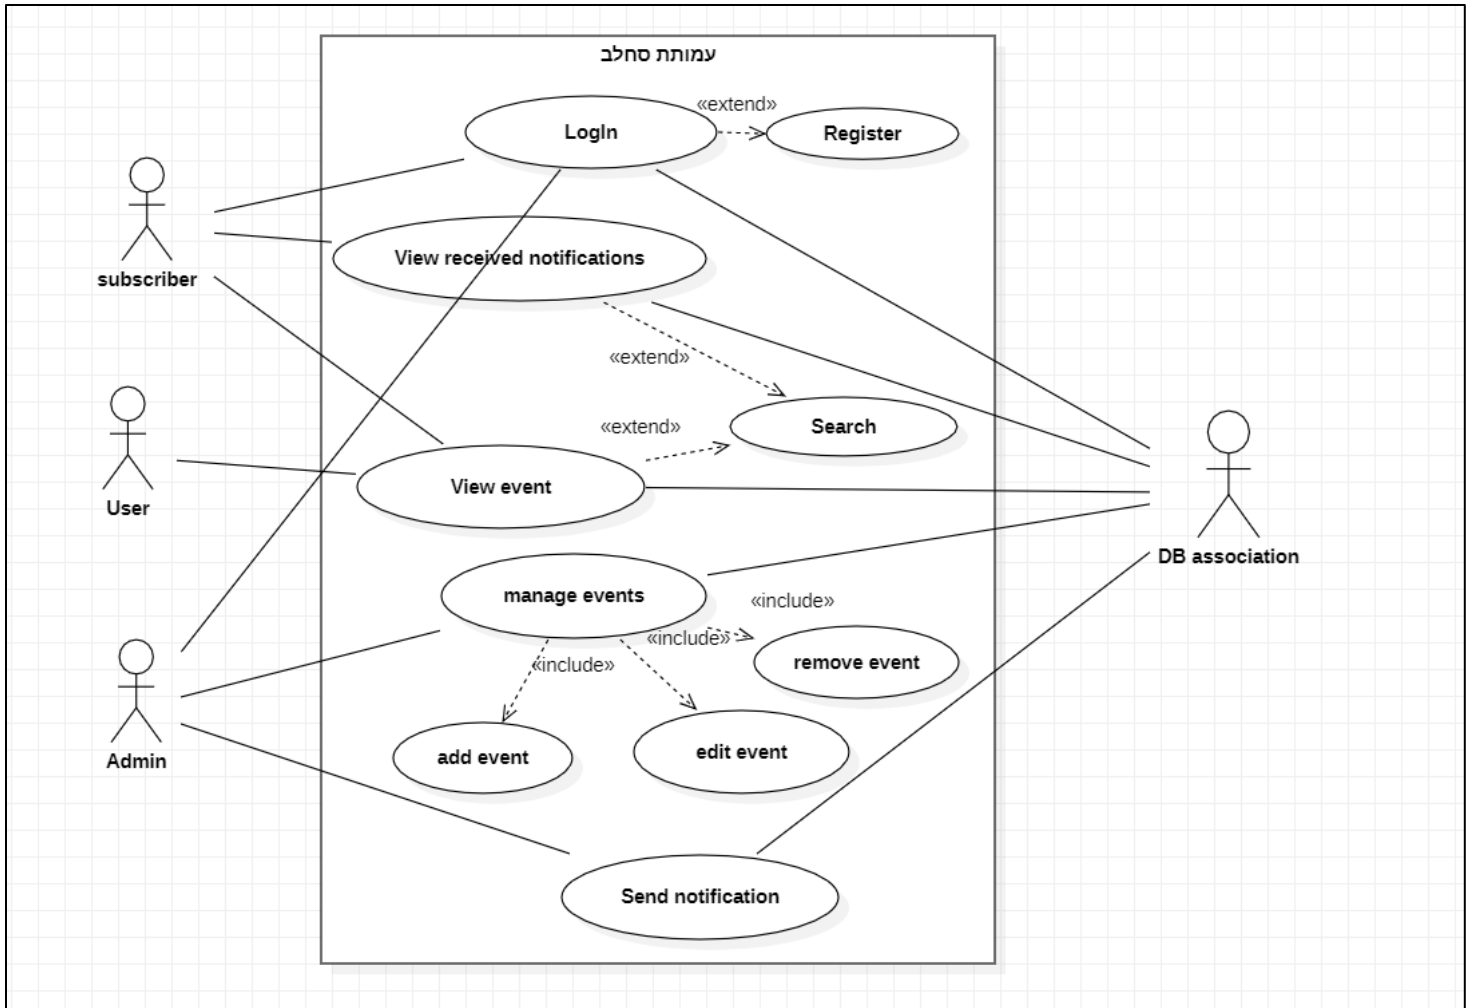 עמותת סחלב
«extend»
LogIn
Register
subscriber
View received notifications
«extend»
Search
«extend»
User
View event
DB association
manage events
«include»
«include»
«include»
remove event
Admin
add event
edit event
Send notification